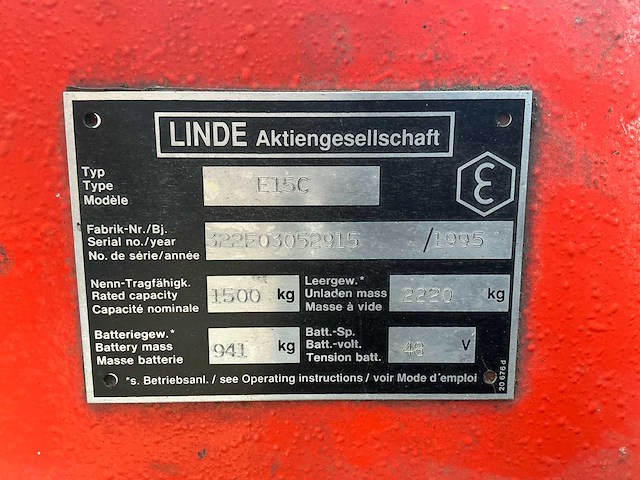 LINDE Aktiengesellschaft
Typ
Type
Modèle
E15C
Fabrik-Nr./Bj.
Serial no./year
No. de série/année
322E03052915 /1995
Nenn-Tragfähigk.
Rated capacity
Capacité nominale
1500 kg
Leergew.*
Unladen mass
Masse à vide
2220 kg
Batteriegew.*
Battery mass
Masse batterie
941 kg
Batt.-Sp.
Batt.-volt.
Tension batt.
48 V
*s. Betriebsanl. / see Operating instructions / voir Mode d'emploi
20 676 d